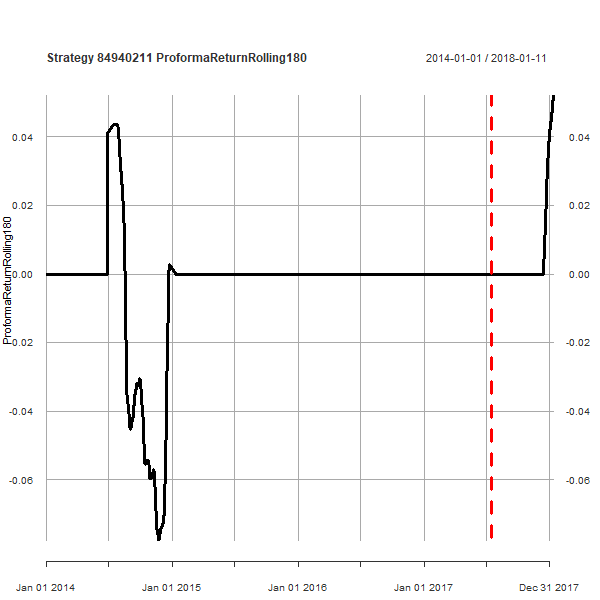 Strategy 84940211 ProformaReturnRolling180
2014-01-01 / 2018-01-11
ProformaReturnRolling180
0.04
0.02
0.00
-0.02
-0.04
-0.06
0.04
0.02
0.00
-0.02
-0.04
-0.06
Jan 01 2014
Jan 01 2015
Jan 01 2016
Jan 01 2017
Dec 31 2017